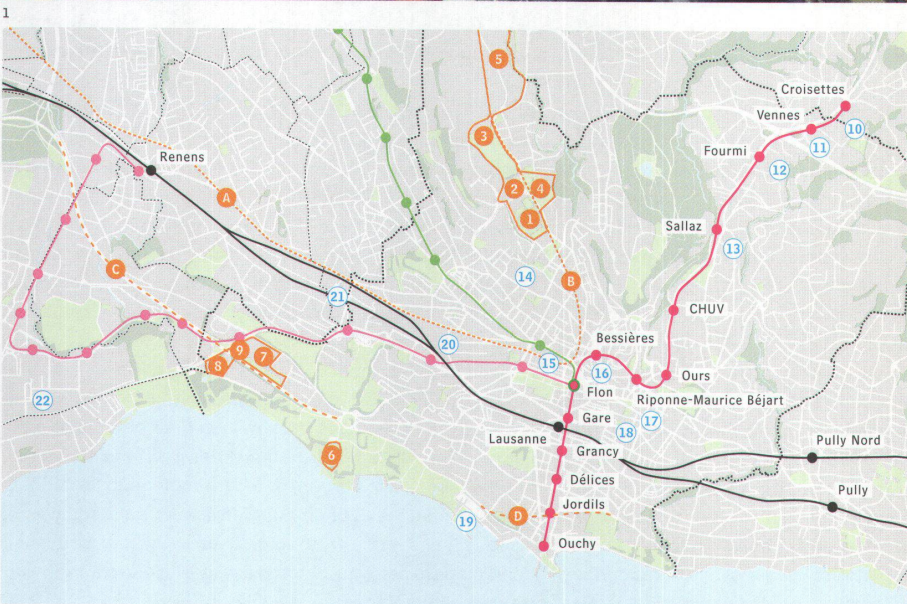 1
5
Croisettes
Vennes
10
11
3
Fourmi
12
Renens
2
4
A
1
Sallaz
13
C
14
B
21
CHUV
9
7
20
Bessières
8
15
16
Ours
Flon
22
Riponne-Maurice Béjart
Gare
17
18
Lausanne
Pully Nord
6
Grancy
Délices
Pully
Jordils
19
D
Ouchy